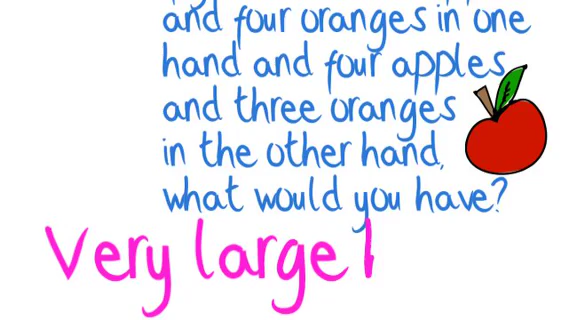 and four oranges in one
hand and four apples
and three oranges
in the other hand,
what would you have?
Very large